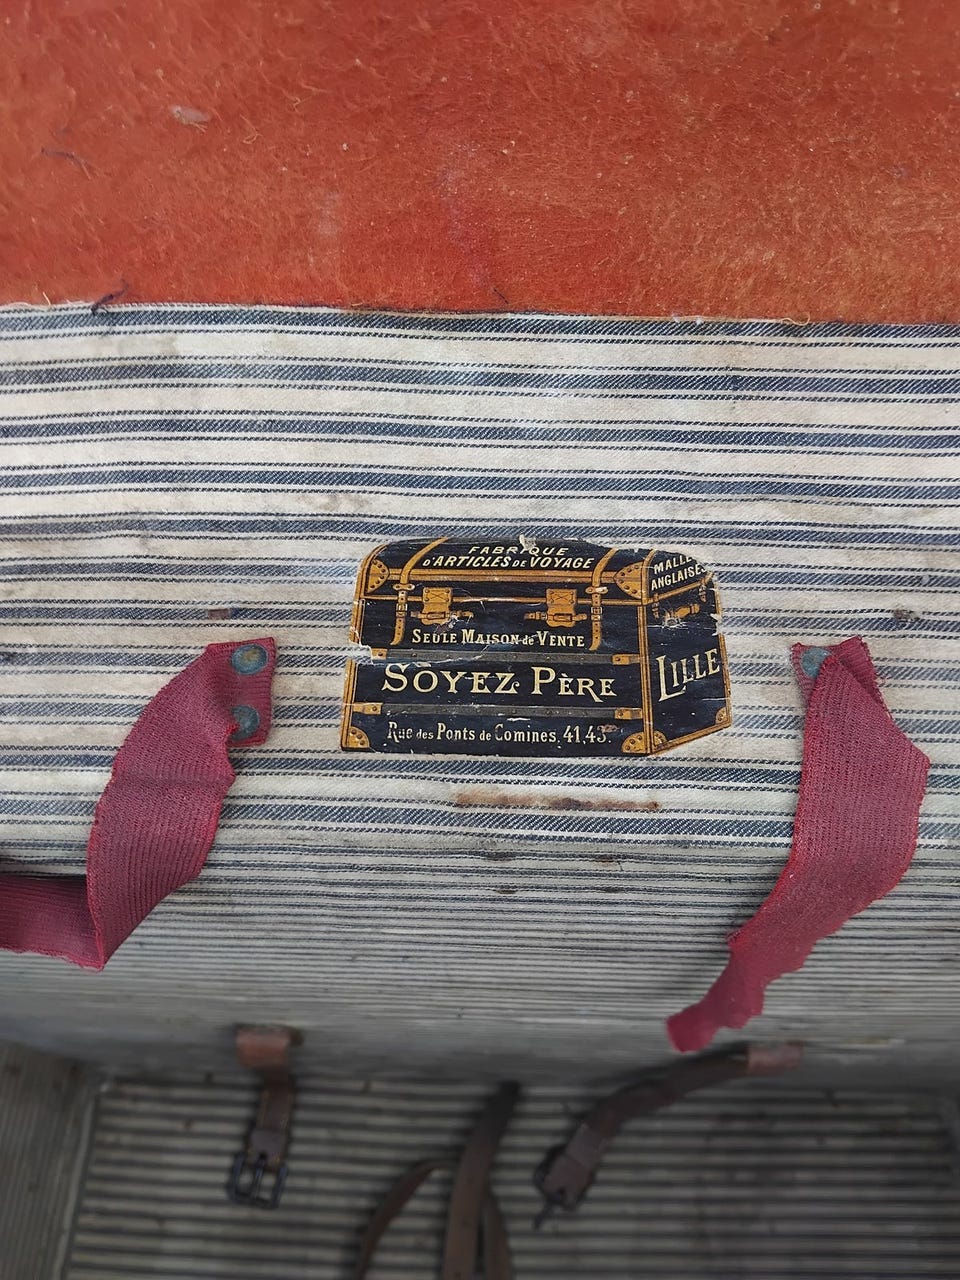 FABRIQUE
D'ARTICLES DE VOYAGE
MALLES
ANGLAISES
SEULE MAISON de VENTE
SOYEZ PÈRE
LILLE
Rue des Ponts de Comines, 41,43.